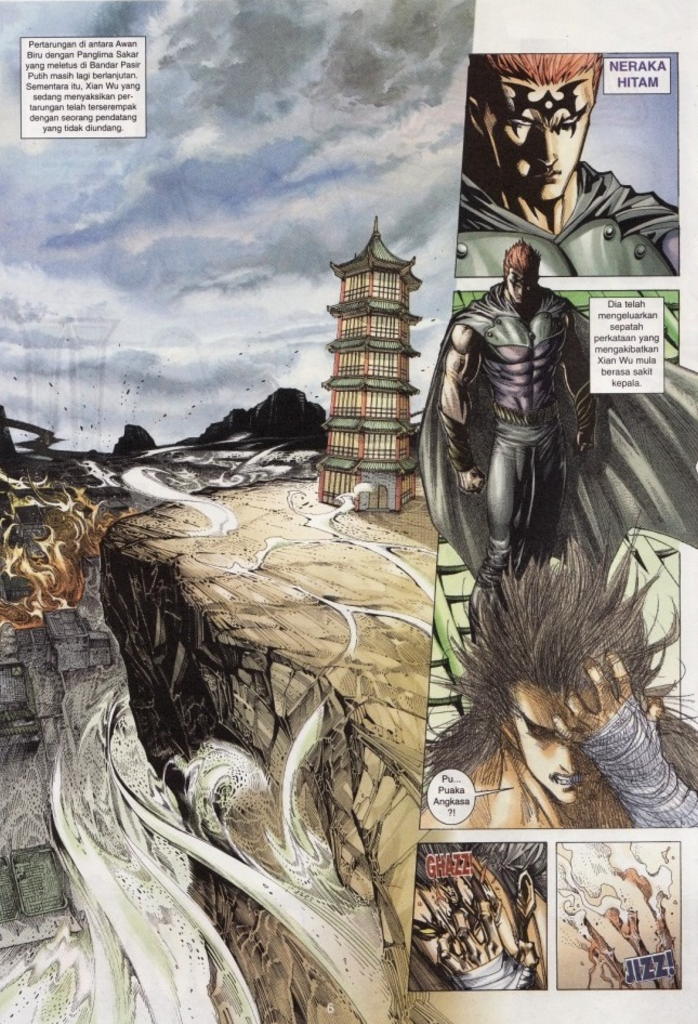 Pertarungan di antara Awan
Biru dengan Panglima Sakar
yang meletus di Bandar Pasir
Putih masih lagi berlanjutan.
Sementara itu, Xian Wu yang
sedang menyaksikan per-
tarungan telah terserempak
dengan seorang pendatang
yang tidak diundang.
NERAKA
HITAM
Dia telah
mengeluarkan
sepatah
perkataan yang
mengakibatkan
Xian Wu mula
berasa sakit
kepala.
Pu...
Puaka
Angkasa
?!
GHAZZ!
JIZZ!
6